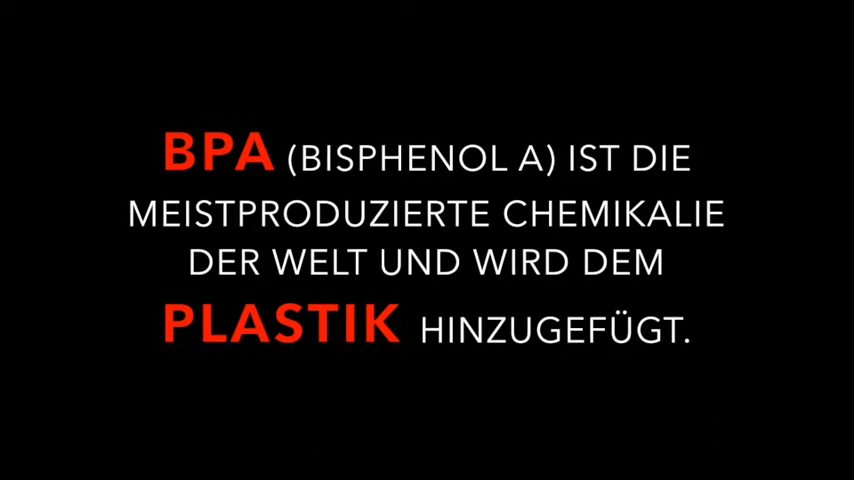 BPA (BISPHENOL A) IST DIE
MEISTPRODUZIERTE CHEMIKALIE
DER WELT UND WIRD DEM
PLASTIK HINZUGEFÜGT.